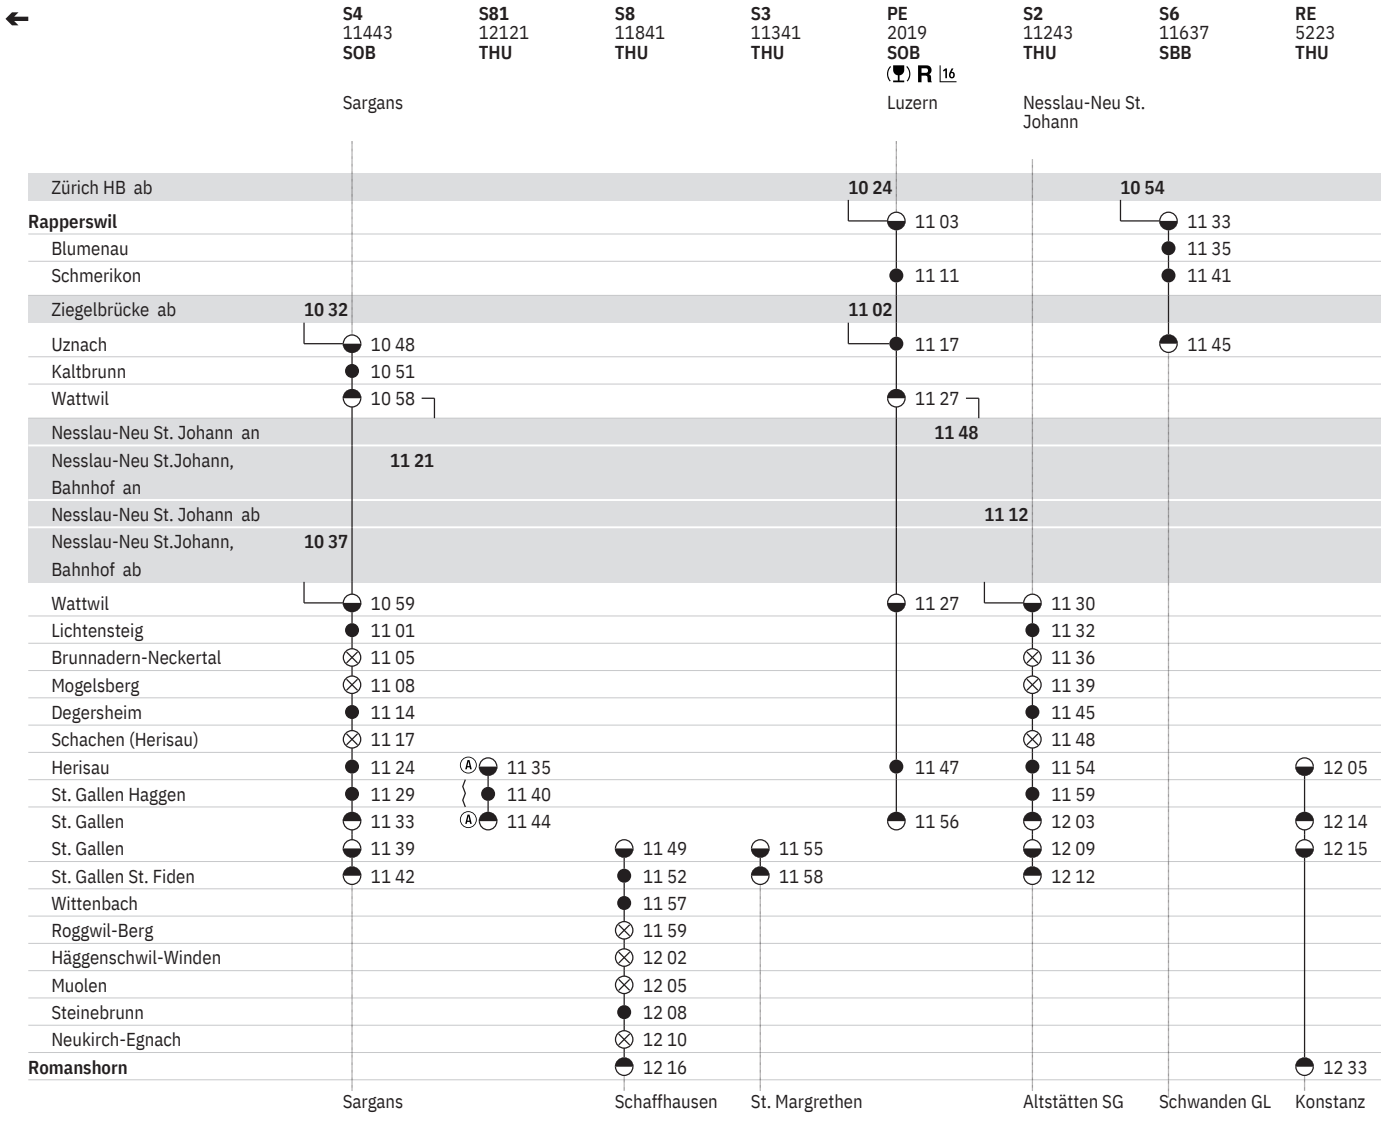 S4 S81 S8 S3 PE S2 S6 RE
11443 12121 11841 11341 2019 11243 11637 5223
SOB THU THU THU SOB THU SBB THU
R 16
Sargans Luzern Nesslau-Neu St.
Johann
Zürich HB ab 10 24 10 54
Rapperswil 11 03 11 33
Blumenau 11 35
Schmerikon 11 11 11 41
Ziegelbrücke ab 10 32 11 02
Uznach 10 48 11 17 11 45
Kaltbrunn 10 51
Wattwil 10 58 11 27
Nesslau-Neu St. Johann an 11 48
Nesslau-Neu St.Johann, 11 21
Bahnhof an
Nesslau-Neu St. Johann ab 11 12
Nesslau-Neu St.Johann, 10 37
Bahnhof ab
Wattwil 10 59 11 27 11 30
Lichtensteig 11 01 11 32
Brunnadern-Neckertal 11 05 11 36
Mogelsberg 11 08 11 39
Degersheim 11 14 11 45
Schachen (Herisau) 11 17 11 48
Herisau 11 24 A 11 35 11 47 11 54 12 05
St. Gallen Haggen 11 29 11 40 11 59
St. Gallen 11 33 A 11 44 11 56 12 03 12 14
St. Gallen 11 39 11 49 11 55 12 09 12 15
St. Gallen St. Fiden 11 42 11 52 11 58 12 12
Wittenbach 11 57
Roggwil-Berg 11 59
Häggenschwil-Winden 12 02
Muolen 12 05
Steinebrunn 12 08
Neukirch-Egnach 12 10
Romanshorn 12 16 12 33
Sargans Schaffhausen St. Margrethen Altstätten SG Schwanden GL Konstanz